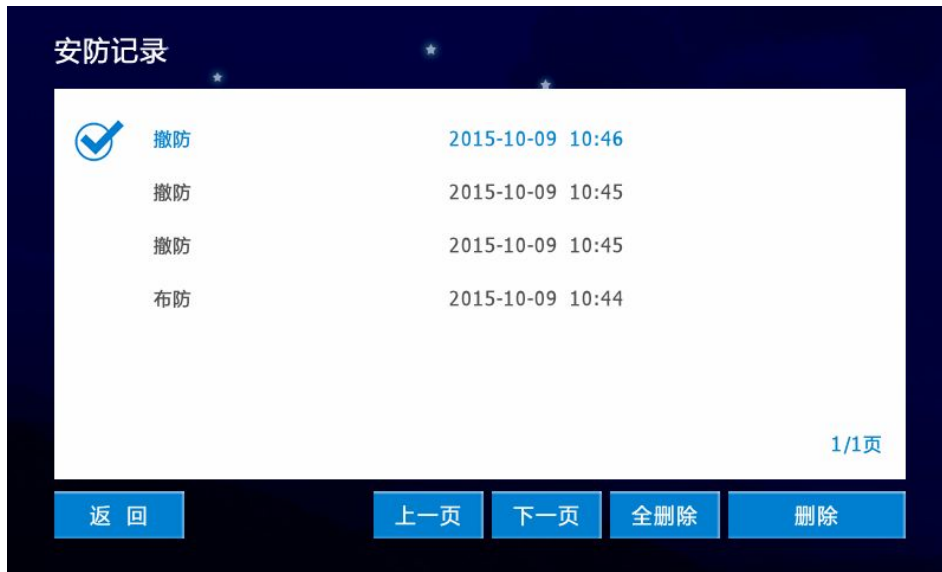 安防记录
撤防 2015-10-09 10:46
撤防 2015-10-09 10:45
撤防 2015-10-09 10:45
布防 2015-10-09 10:44
1/1页
返 回 上一页 下一页 全删除 删除